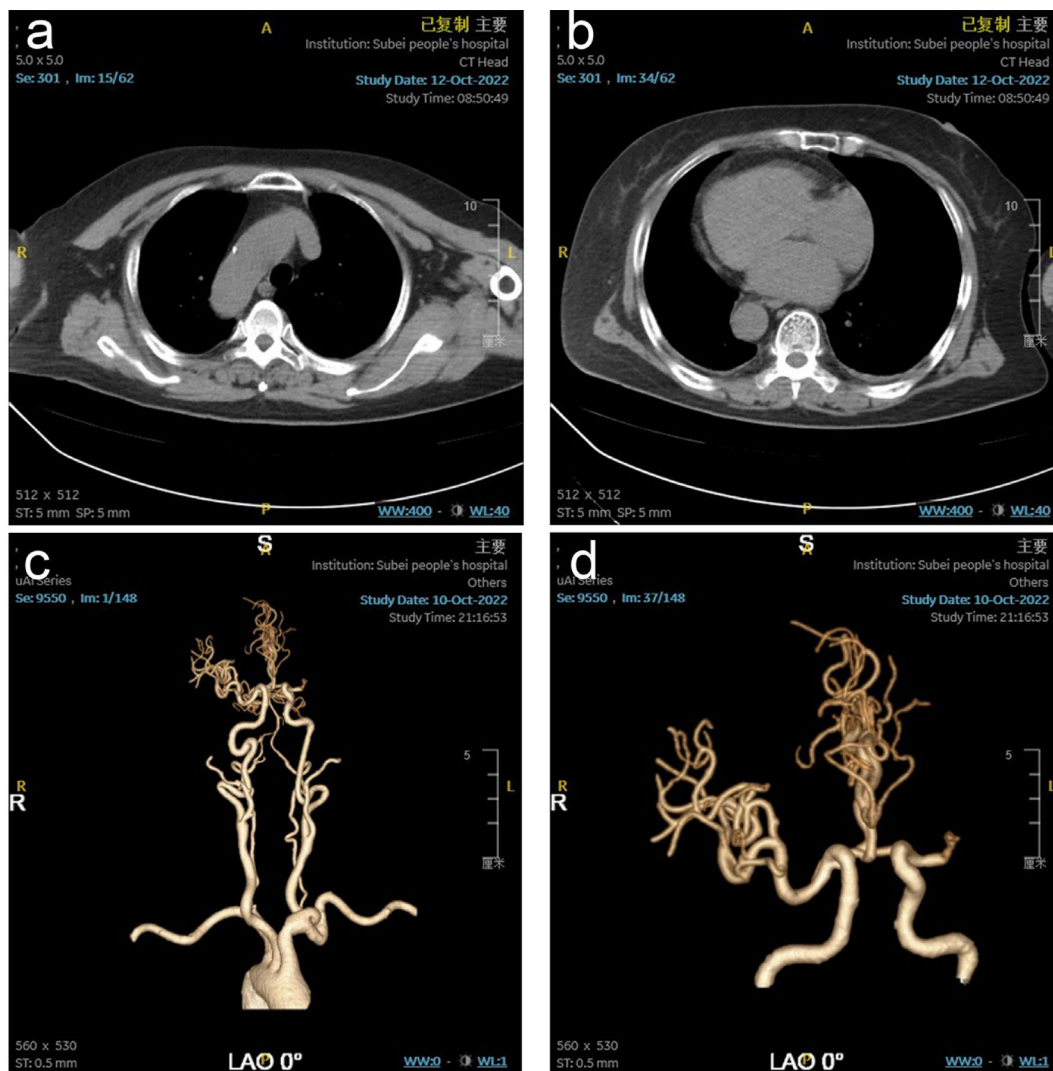 a
已复制 主要
A
Institution: Subei people's hospital
5.0 x 5.0
CT Head
Se: 301 , Im: 15/62
Study Date: 12-Oct-2022
Study Time: 08:50:49
10
R
L
厘米
512 x 512
ST: 5 mm SP: 5 mm
P
WW:400 - WL:40
b
已复制 主要
A
Institution: Subei people's hospital
5.0 x 5.0
CT Head
Se: 301 , Im: 34/62
Study Date: 12-Oct-2022
Study Time: 08:50:49
10
R
L
厘米
512 x 512
ST: 5 mm SP: 5 mm
P
WW:400 - WL:40
c
S
主要
A
Institution: Subei people's hospital
uAI Series
Others
Se: 9550 , Im: 1/148
Study Date: 10-Oct-2022
Study Time: 21:16:53
5
R
L
R
厘米
560 x 530
ST: 0.5 mm
LAO 0°
P
WW:0 - WL:1
d
S
主要
A
Institution: Subei people's hospital
uAI Series
Others
Se: 9550 , Im: 37/148
Study Date: 10-Oct-2022
Study Time: 21:16:53
5
R
L
R
厘米
560 x 530
ST: 0.5 mm
LAO 0°
P
WW:0 - WL:1